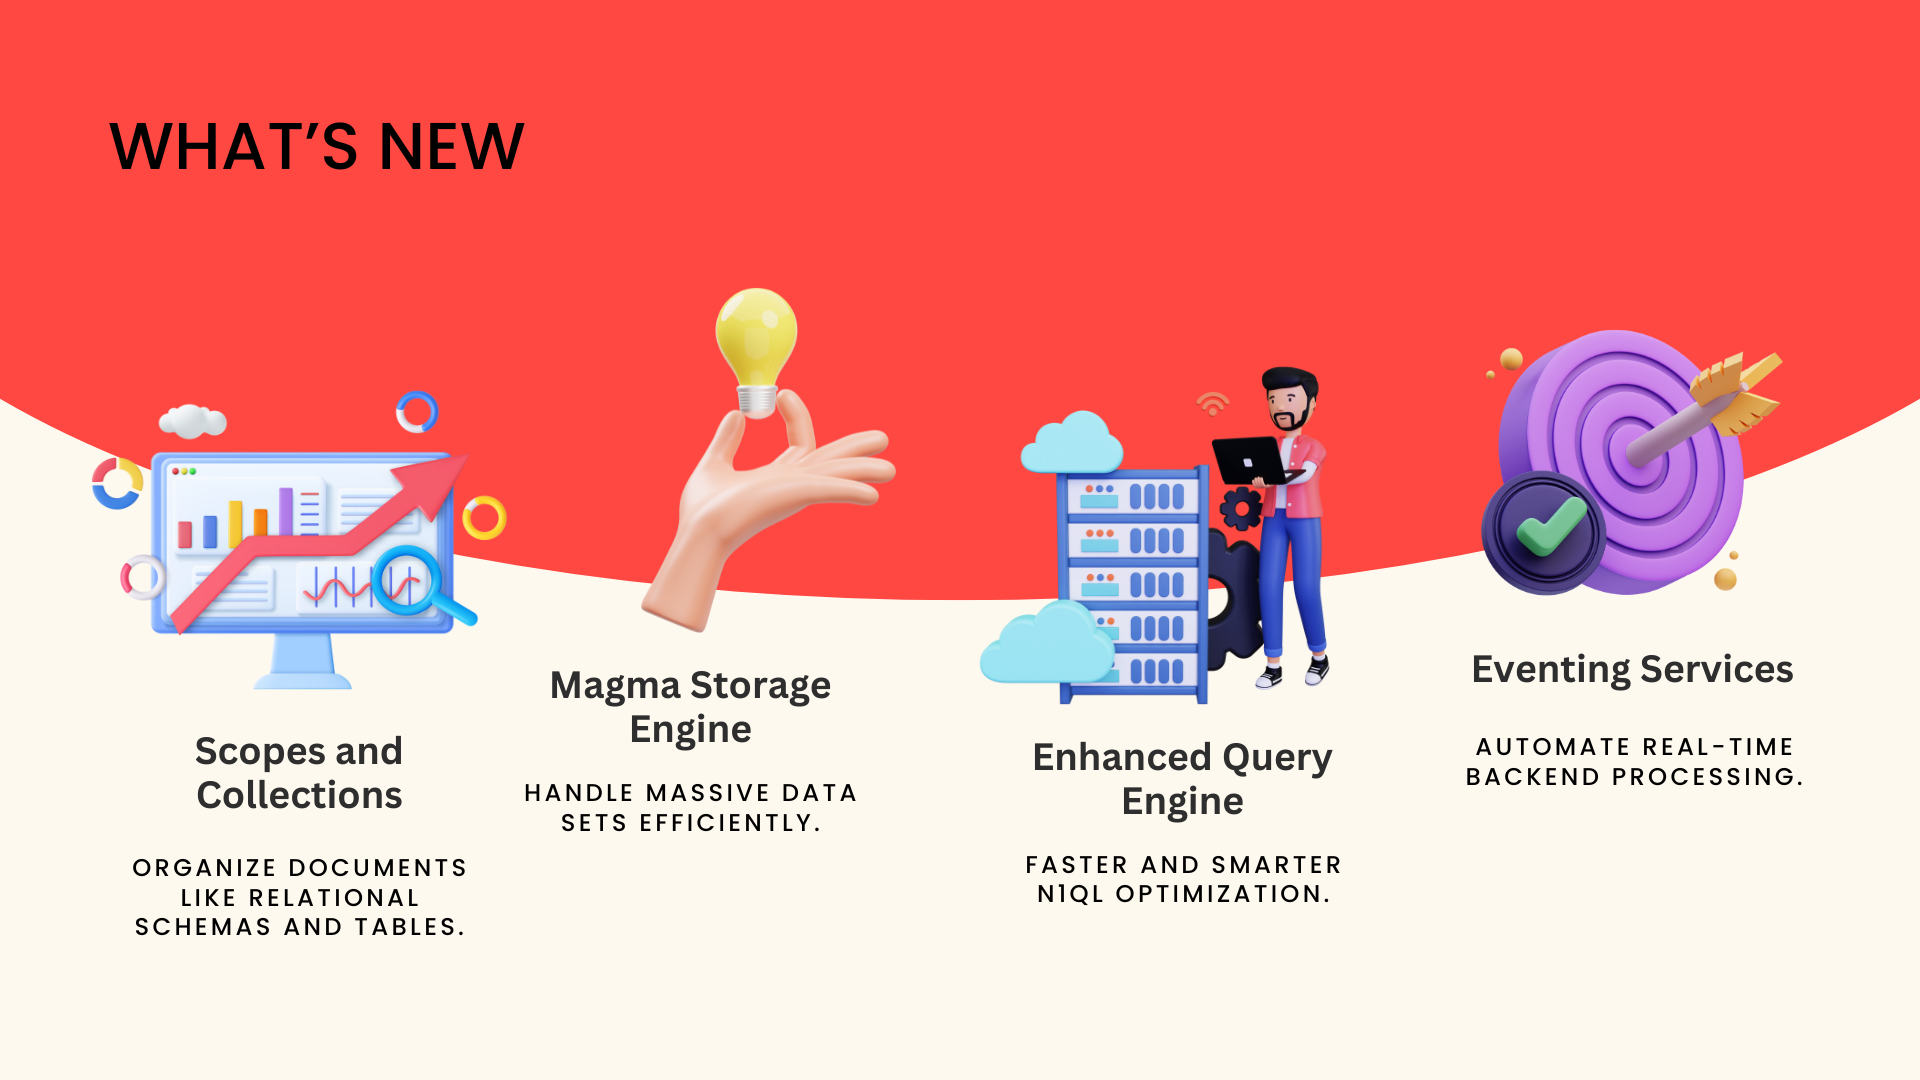 WHAT’S NEW
Scopes and
Collections
ORGANIZE DOCUMENTS
LIKE RELATIONAL
SCHEMAS AND TABLES.
Magma Storage
Engine
HANDLE MASSIVE DATA
SETS EFFICIENTLY.
Enhanced Query
Engine
FASTER AND SMARTER
N1QL OPTIMIZATION.
Eventing Services
AUTOMATE REAL-TIME
BACKEND PROCESSING.